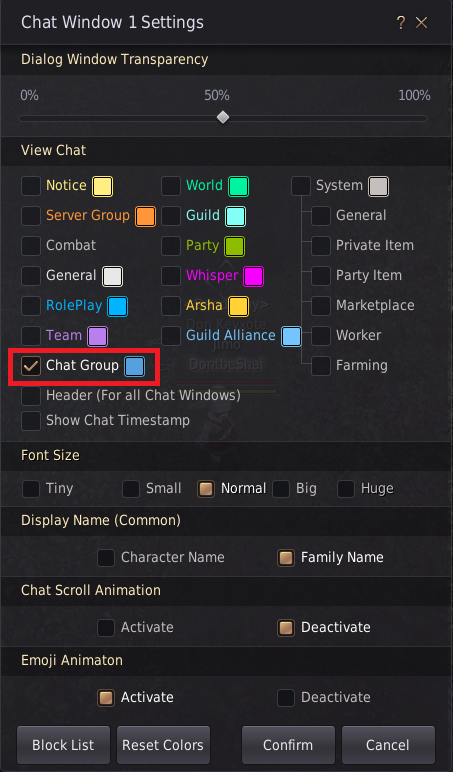 Chat Window 1 Settings ?
Dialog Window Transparency
0% 50% 100%
View Chat
Notice World System
Server Group Guild General
Combat Party Private Item
General Whisper Party Item
RolePlay Arsha Marketplace
Team Guild Alliance Worker
Chat Group Farming
Header (For all Chat Windows)
Show Chat Timestamp
Font Size
Tiny Small Normal Big Huge
Display Name (Common)
Character Name Family Name
Chat Scroll Animation
Activate Deactivate
Emoji Animaton
Activate Deactivate
Block List Reset Colors Confirm Cancel